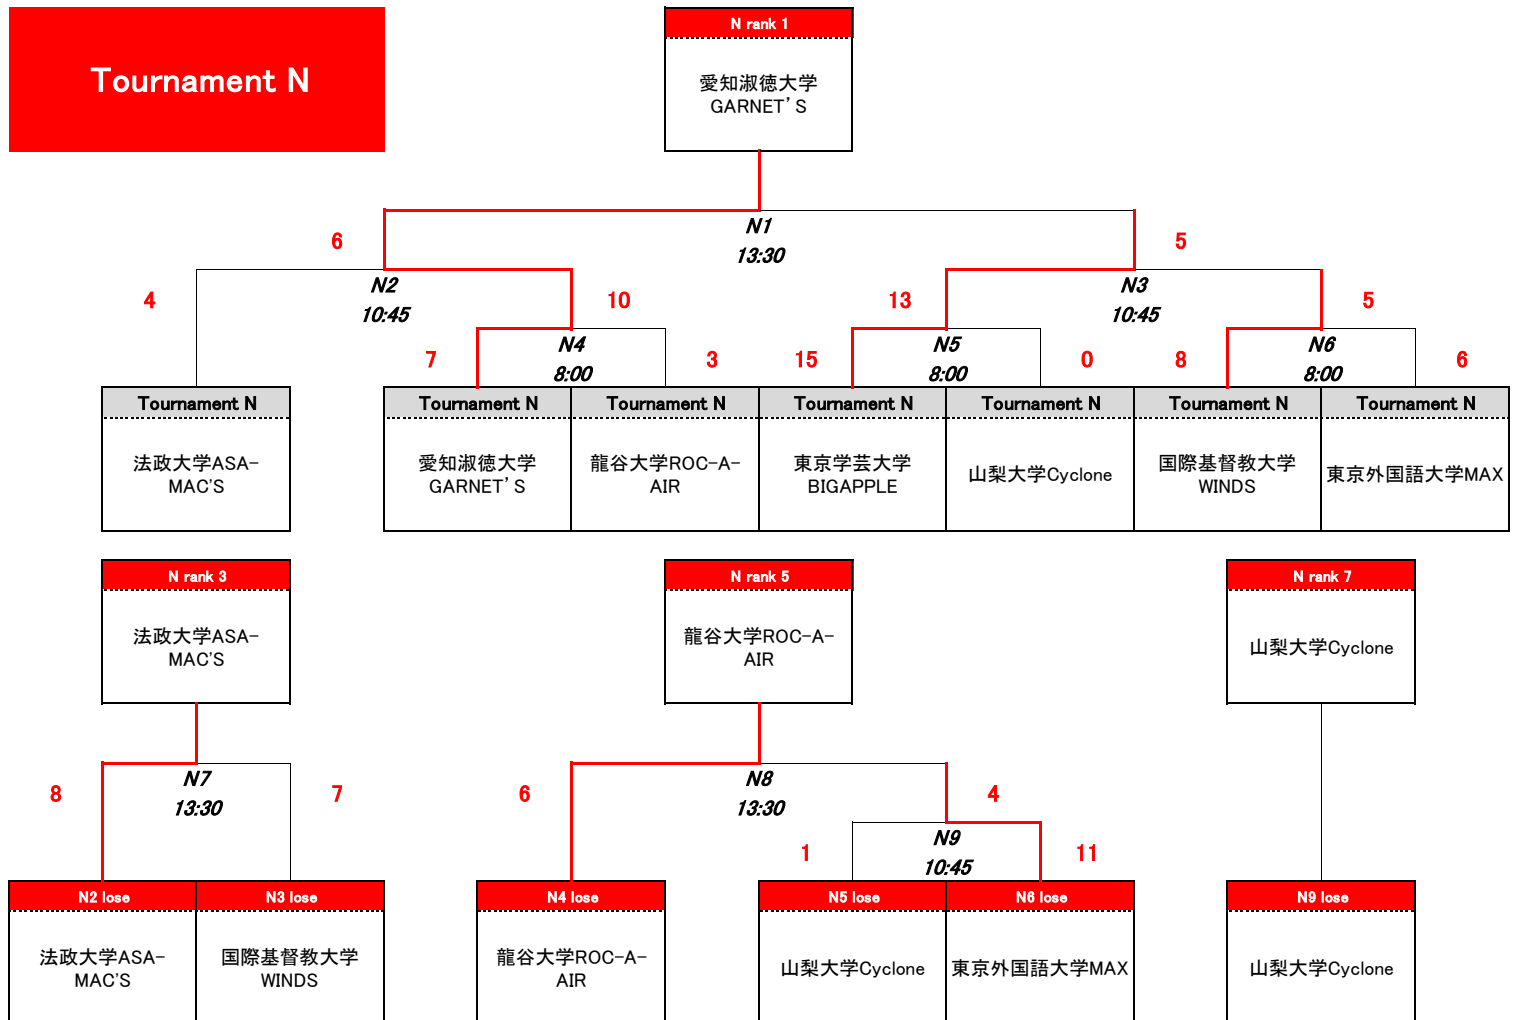 Tournament N
N rank 1
愛知淑徳大学
GARNET'S
N1
13:30
6
5
N2
10:45
4
10
N3
10:45
13
5
N4
8:00
7
3
N5
8:00
15
0
N6
8:00
8
6
Tournament N
Tournament N
Tournament N
Tournament N
Tournament N
Tournament N
Tournament N
法政大学ASA-
MAC'S
愛知淑徳大学
GARNET'S
龍谷大学ROC-A-
AIR
東京学芸大学
BIGAPPLE
山梨大学Cyclone
国際基督教大学
WINDS
東京外国語大学MAX
N rank 3
法政大学ASA-
MAC'S
N rank 5
龍谷大学ROC-A-
AIR
N rank 7
山梨大学Cyclone
N7
13:30
8
7
N8
13:30
6
4
N9
10:45
1
11
N2 lose
法政大学ASA-
MAC'S
N3 lose
国際基督教大学
WINDS
N4 lose
龍谷大学ROC-A-
AIR
N5 lose
山梨大学Cyclone
N6 lose
東京外国語大学MAX
N9 lose
山梨大学Cyclone